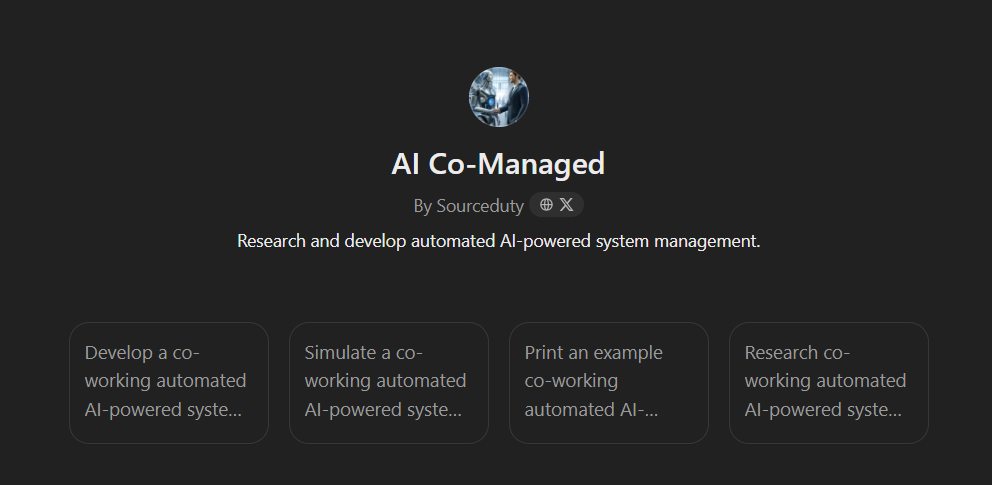 AI Co-Managed
By Sourceduty
Research and develop automated AI-powered system management.
Develop a co-
working automated
AI-powered syste...
Simulate a co-
working automated
AI-powered syste...
Print an example
co-working
automated AI-...
Research co-
working automated
AI-powered syste...